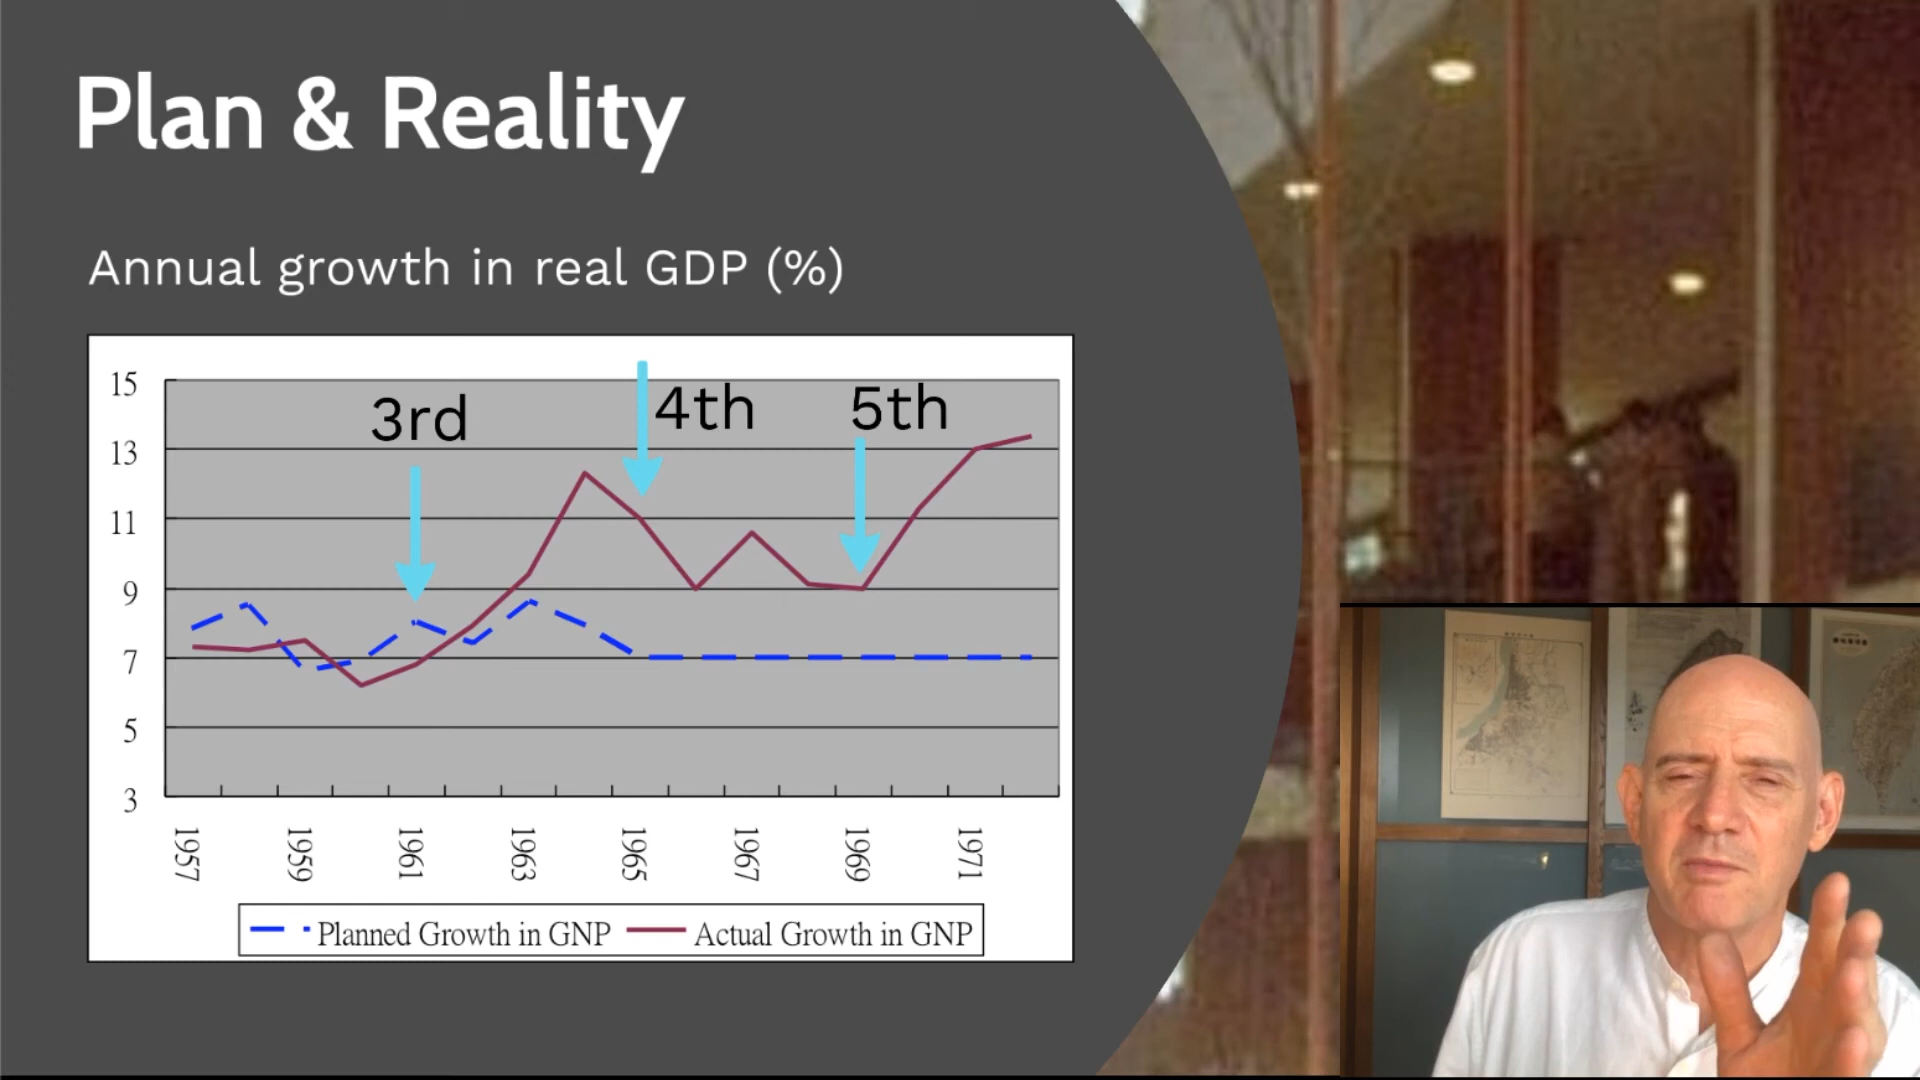 Plan & Reality
Annual growth in real GDP (%)
15
13
11
9
7
5
3
3rd
4th
5th
1957
1959
1961
1963
1965
1967
1969
1971
Planned Growth in GNP
Actual Growth in GNP